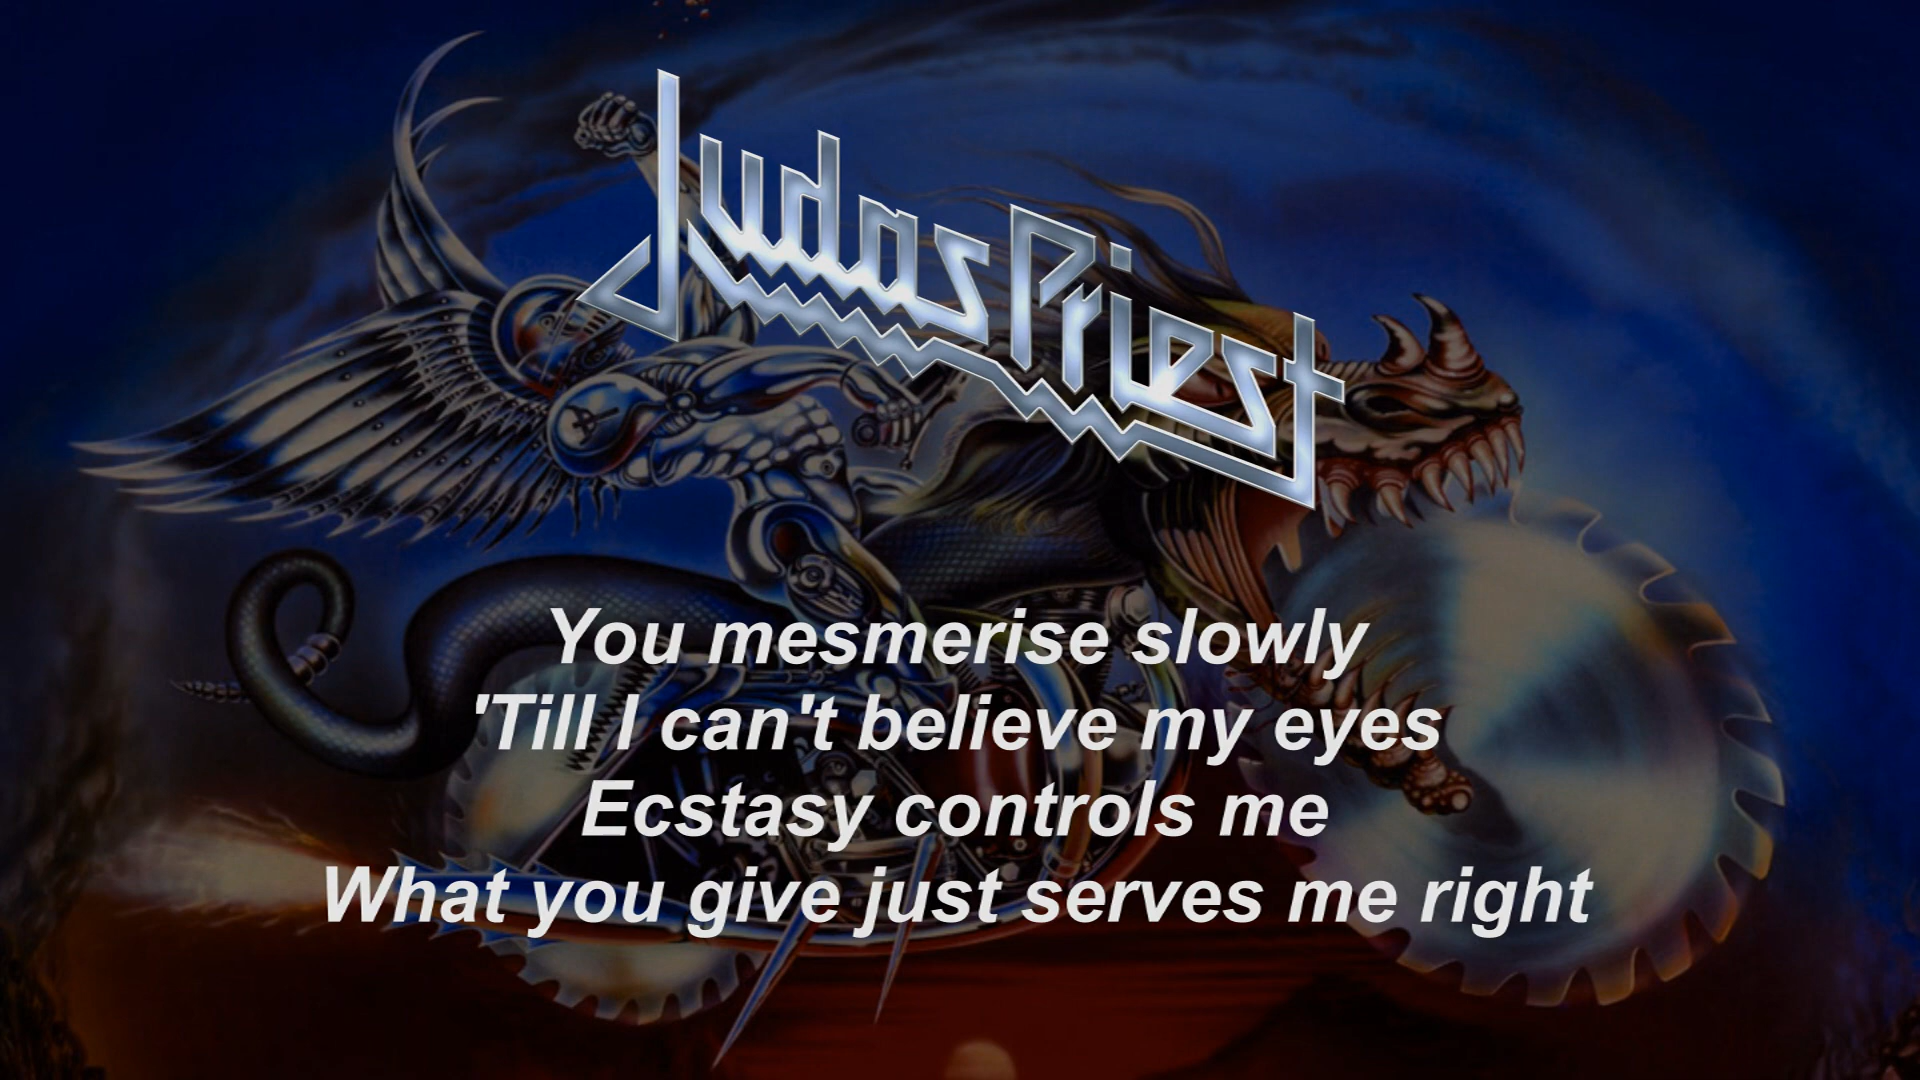 Judas Priest
You mesmerise slowly
'Till I can't believe my eyes
Ecstasy controls me
What you give just serves me right